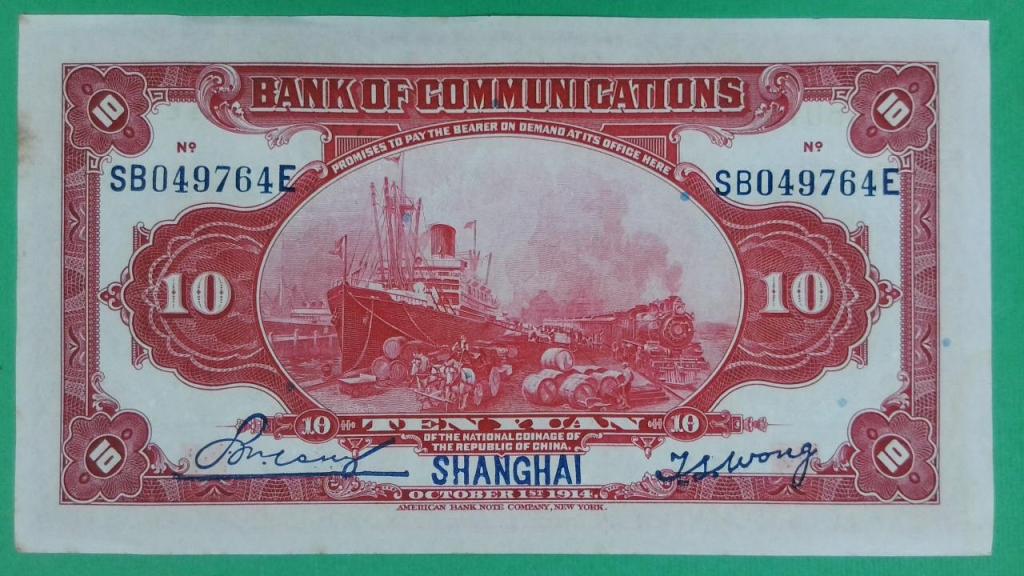 10
10
BANK OF COMMUNICATIONS
PROMISES TO PAY THE BEARER ON DEMAND AT ITS OFFICE HERE
Nº
Nº
SB049764E
SB049764E
10
10
10 TEN YUAN 10
OF THE NATIONAL COINAGE OF
THE REPUBLIC OF CHINA.
10
SHANGHAI
T.S. Wong
10
OCTOBER 1ST 1914.
AMERICAN BANK NOTE COMPANY, NEW YORK.